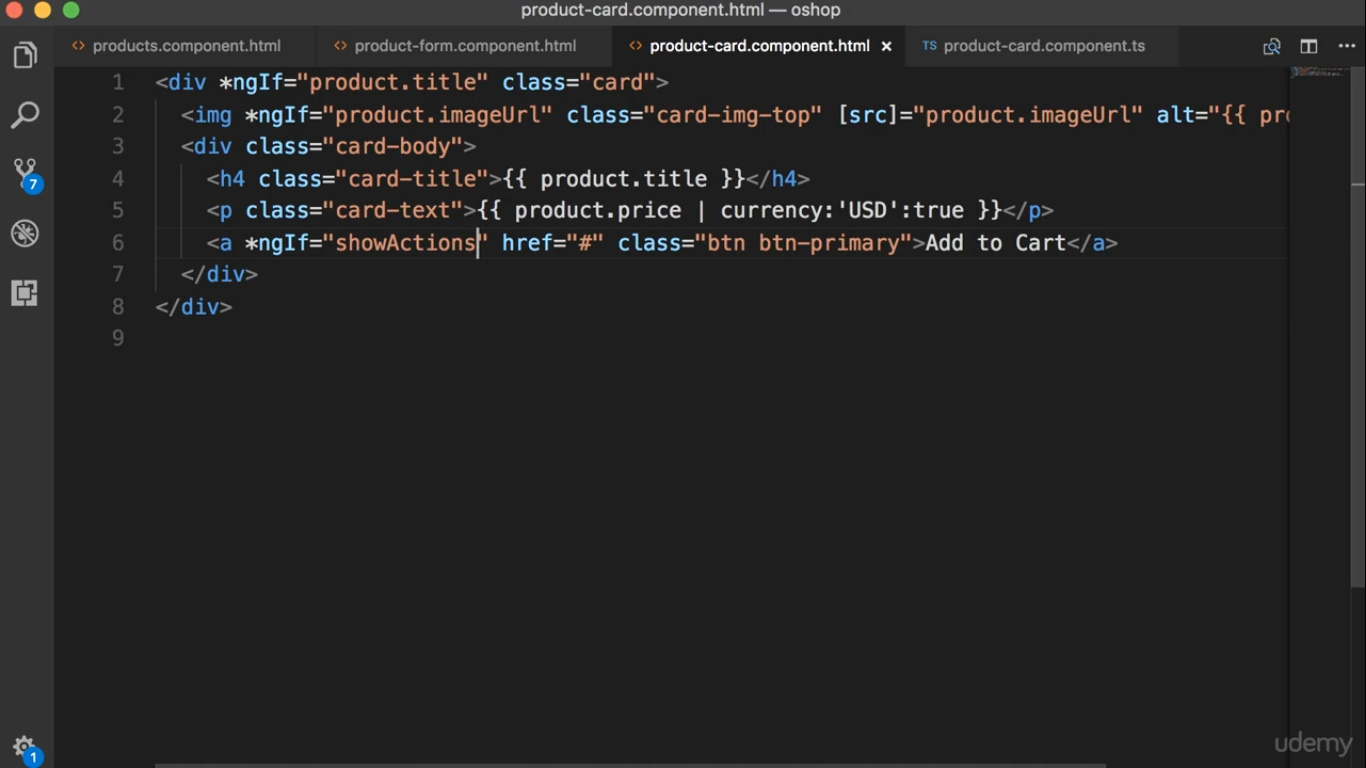 product-card.component.html — oshop
<> products.component.html
<> product-form.component.html
<> product-card.component.html ×
TS product-card.component.ts
1 <div *ngIf="product.title" class="card">
2 <img *ngIf="product.imageUrl" class="card-img-top" [src]="product.imageUrl" alt="{{ pro
3 <div class="card-body">
4 <h4 class="card-title">{{ product.title }}</h4>
5 <p class="card-text">{{ product.price | currency:'USD':true }}</p>
6 <a *ngIf="showActions" href="#" class="btn btn-primary">Add to Cart</a>
7 </div>
8 </div>
9
7
1
udemy